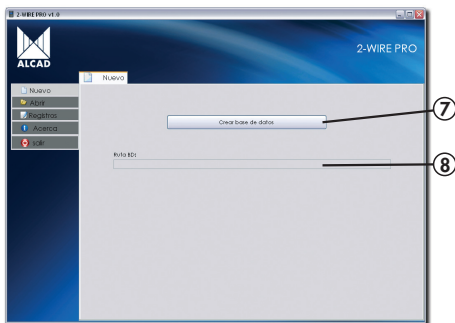 2-WIRE PRO v1.0
ALCAD
2-WIRE PRO
Nuevo
Nuevo
Abrir
Registros
Acerca
salir
Crear base de datos
7
Ruta BD:
8